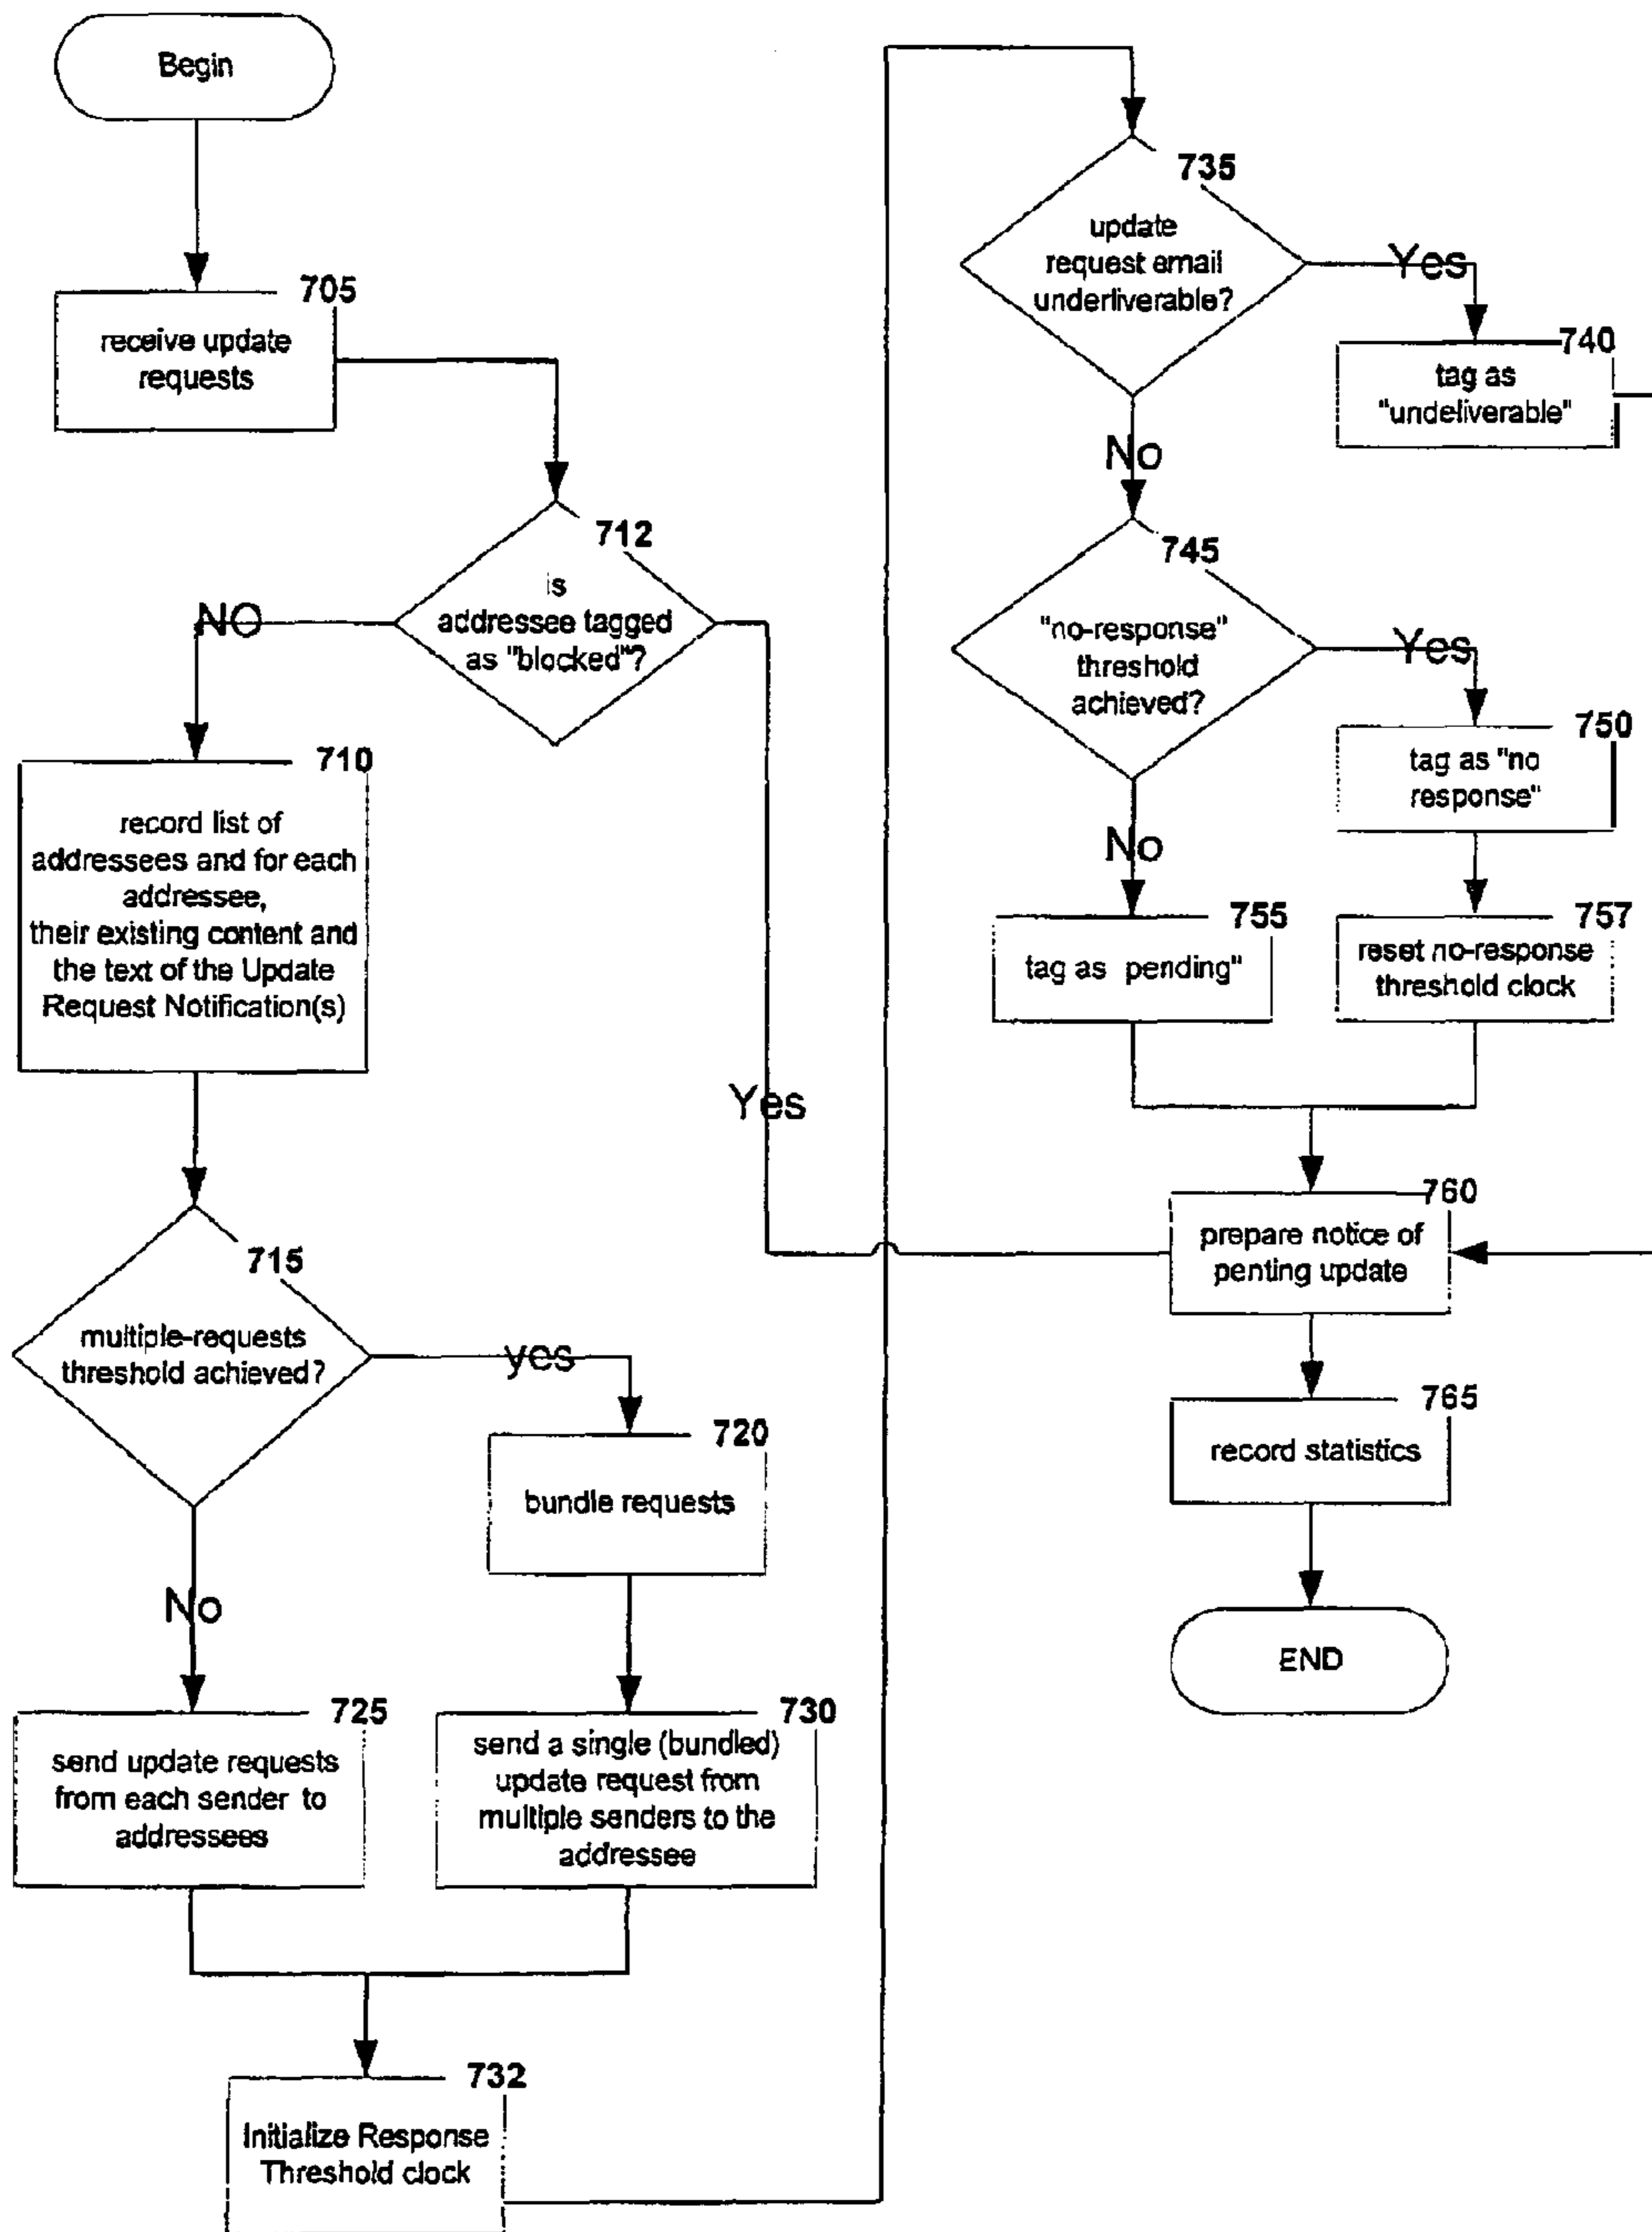 Begin
705
receive update
requests
712
is
addressee tagged
as "blocked"?
NO
Yes
710
record list of
addressees and for each
addressee,
their existing content and
the text of the Update
Request Notification(s)
715
multiple-requests
threshold achieved?
yes
No
720
bundle requests
725
send update requests
from each sender to
addressees
730
send a single (bundled)
update request from
multiple senders to the
addressee
732
Initialize Response
Threshold clock
735
update
request email
underliverable?
Yes
No
740
tag as
"undeliverable"
745
"no-response"
threshold
achieved?
Yes
No
750
tag as "no
response"
755
tag as pending"
757
reset no-response
threshold clock
760
prepare notice of
penting update
765
record statistics
END